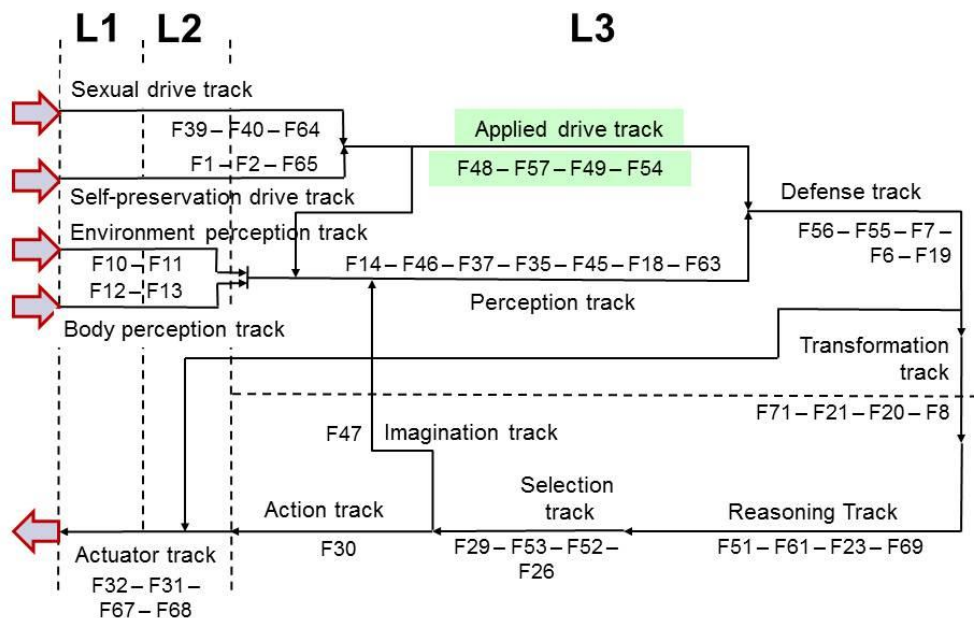 L1 L2 L3
Sexual drive track
F39 – F40 – F64
Applied drive track
F1 – F2 – F65
F48 – F57 – F49 – F54
Self-preservation drive track
Defense track
Environment perception track
F56 – F55 – F7 –
F6 – F19
F10 – F11
F14 – F46 – F37 – F35 – F45 – F18 – F63
F12 – F13
Perception track
Body perception track
Transformation
track
F71 – F21 – F20 – F8
F47
Imagination track
Selection
track
Action track
Reasoning Track
F30
F29 – F53 – F52 –
F26
F51 – F61 – F23 – F69
Actuator track
F32 – F31 –
F67 – F68